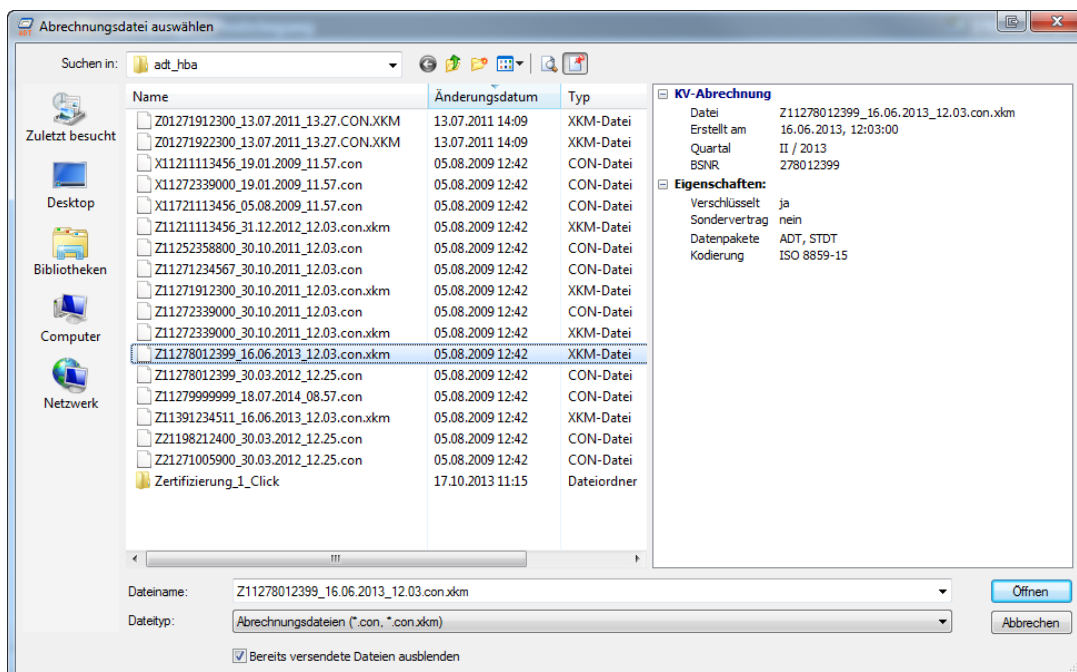 Abrechnungsdatei auswählen
Suchen in: adt_hba
Zuletzt besucht
Desktop
Bibliotheken
Computer
Netzwerk
Name Änderungsdatum Typ
Z01271912300_13.07.2011_13.27.CON.XKM 13.07.2011 14:09 XKM-Datei
Z01271922300_13.07.2011_13.27.CON.XKM 13.07.2011 14:09 XKM-Datei
X11211113456_19.01.2009_11.57.con 05.08.2009 12:42 CON-Datei
X11272339000_19.01.2009_11.57.con 05.08.2009 12:42 CON-Datei
X11721113456_05.08.2009_11.57.con 05.08.2009 12:42 CON-Datei
Z11211113456_31.12.2012_12.03.con.xkm 05.08.2009 12:42 XKM-Datei
Z11252358800_30.10.2011_12.03.con 05.08.2009 12:42 CON-Datei
Z11271234567_30.10.2011_12.03.con 05.08.2009 12:42 CON-Datei
Z11271912300_30.10.2011_12.03.con.xkm 05.08.2009 12:42 XKM-Datei
Z11272339000_30.10.2011_12.03.con 05.08.2009 12:42 CON-Datei
Z11272339000_30.10.2011_12.03.con.xkm 05.08.2009 12:42 XKM-Datei
Z11278012399_16.06.2013_12.03.con.xkm 05.08.2009 12:42 XKM-Datei
Z11278012399_30.03.2012_12.25.con 05.08.2009 12:42 CON-Datei
Z11279999999_18.07.2014_08.57.con 05.08.2009 12:42 CON-Datei
Z11391234511_16.06.2013_12.03.con.xkm 05.08.2009 12:42 XKM-Datei
Z21198212400_30.03.2012_12.25.con 05.08.2009 12:42 CON-Datei
Z21271005900_30.03.2012_12.25.con 05.08.2009 12:42 CON-Datei
Zertifizierung_1_Click 17.10.2013 11:15 Dateiordner
KV-Abrechnung
Datei Z11278012399_16.06.2013_12.03.con.xkm
Erstellt am 16.06.2013, 12:03:00
Quartal II / 2013
BSNR 278012399
Eigenschaften:
Verschlüsselt ja
Sondervertrag nein
Datenpakete ADT, STDT
Kodierung ISO 8859-15
Dateiname: Z11278012399_16.06.2013_12.03.con.xkm
Öffnen
Dateityp: Abrechnungsdateien (*.con, *.con.xkm)
Abbrechen
Bereits versendete Dateien ausblenden